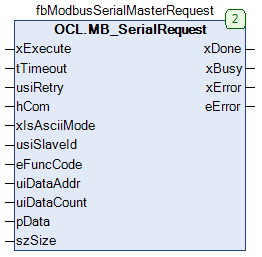 fbModbusSerialMasterRequest
2
OCL.MB_SerialRequest
xExecute xDone
tTimeout xBusy
usiRetry xError
hCom eError
xIsAsciiMode
usiSlaveId
eFuncCode
uiDataAddr
uiDataCount
pData
szSize